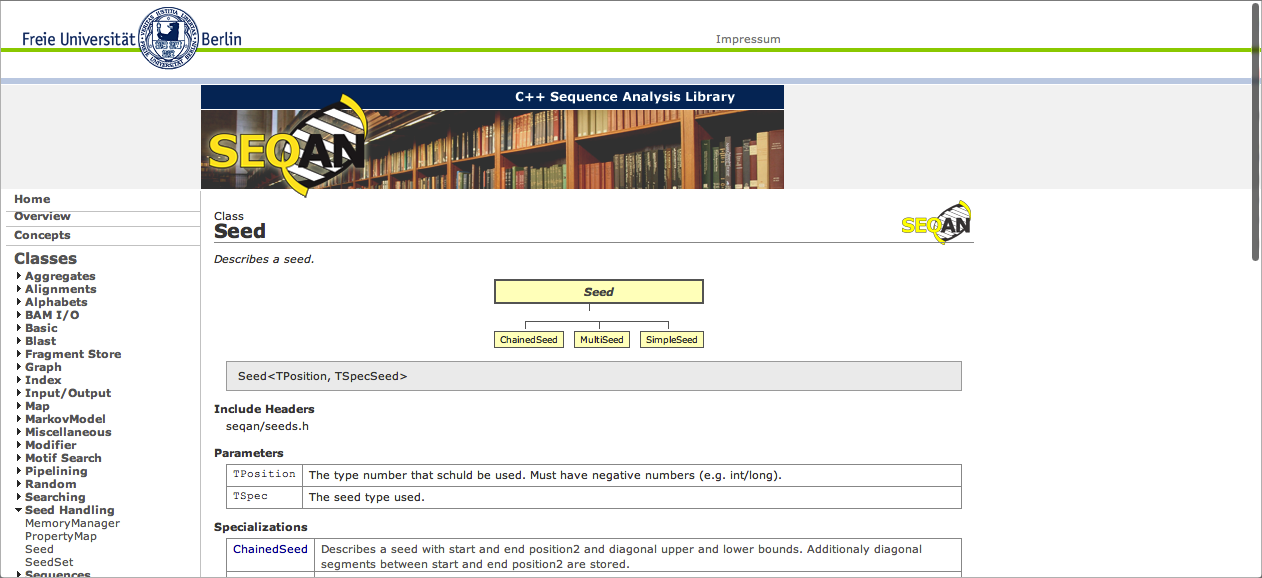 Freie Universität Berlin
Impressum
C++ Sequence Analysis Library
SEQAN
Home
Overview
Concepts
Classes
Aggregates
Alignments
Alphabets
BAM I/O
Basic
Blast
Fragment Store
Graph
Index
Input/Output
Map
MarkovModel
Miscellaneous
Modifier
Motif Search
Pipelining
Random
Searching
Seed Handling
MemoryManager
PropertyMap
Seed
SeedSet
Sequences
Class
Seed
SEQAN
Describes a seed.
Seed
ChainedSeed MultiSeed SimpleSeed
Seed<TPosition, TSpecSeed>
Include Headers
seqan/seeds.h
Parameters
TPosition The type number that schuld be used. Must have negative numbers (e.g. int/long).
TSpec The seed type used.
Specializations
ChainedSeed Describes a seed with start and end position2 and diagonal upper and lower bounds. Additionaly diagonal
segments between start and end position2 are stored.